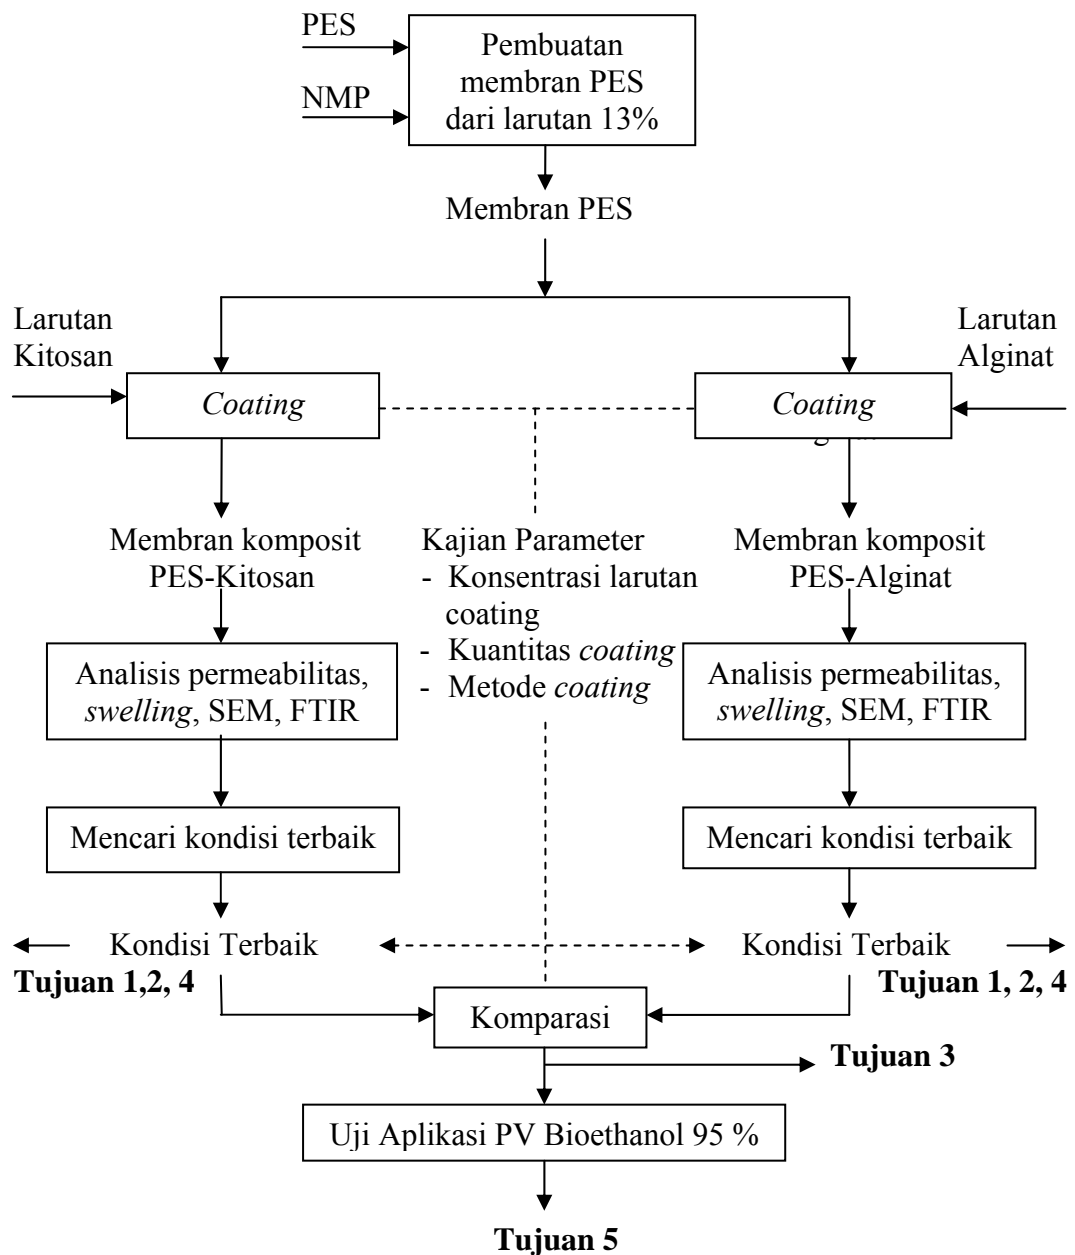 PES
NMP
Pembuatan
membran PES
dari larutan 13%
Membran PES
Larutan
Kitosan
Larutan
Alginat
Coating
Coating
Membran komposit
PES-Kitosan
Kajian Parameter
- Konsentrasi larutan
coating
- Kuantitas coating
- Metode coating
Membran komposit
PES-Alginat
Analisis permeabilitas,
swelling, SEM, FTIR
Analisis permeabilitas,
swelling, SEM, FTIR
Mencari kondisi terbaik
Mencari kondisi terbaik
Kondisi Terbaik
Kondisi Terbaik
Tujuan 1,2, 4
Tujuan 1, 2, 4
Komparasi
Tujuan 3
Uji Aplikasi PV Bioethanol 95 %
Tujuan 5